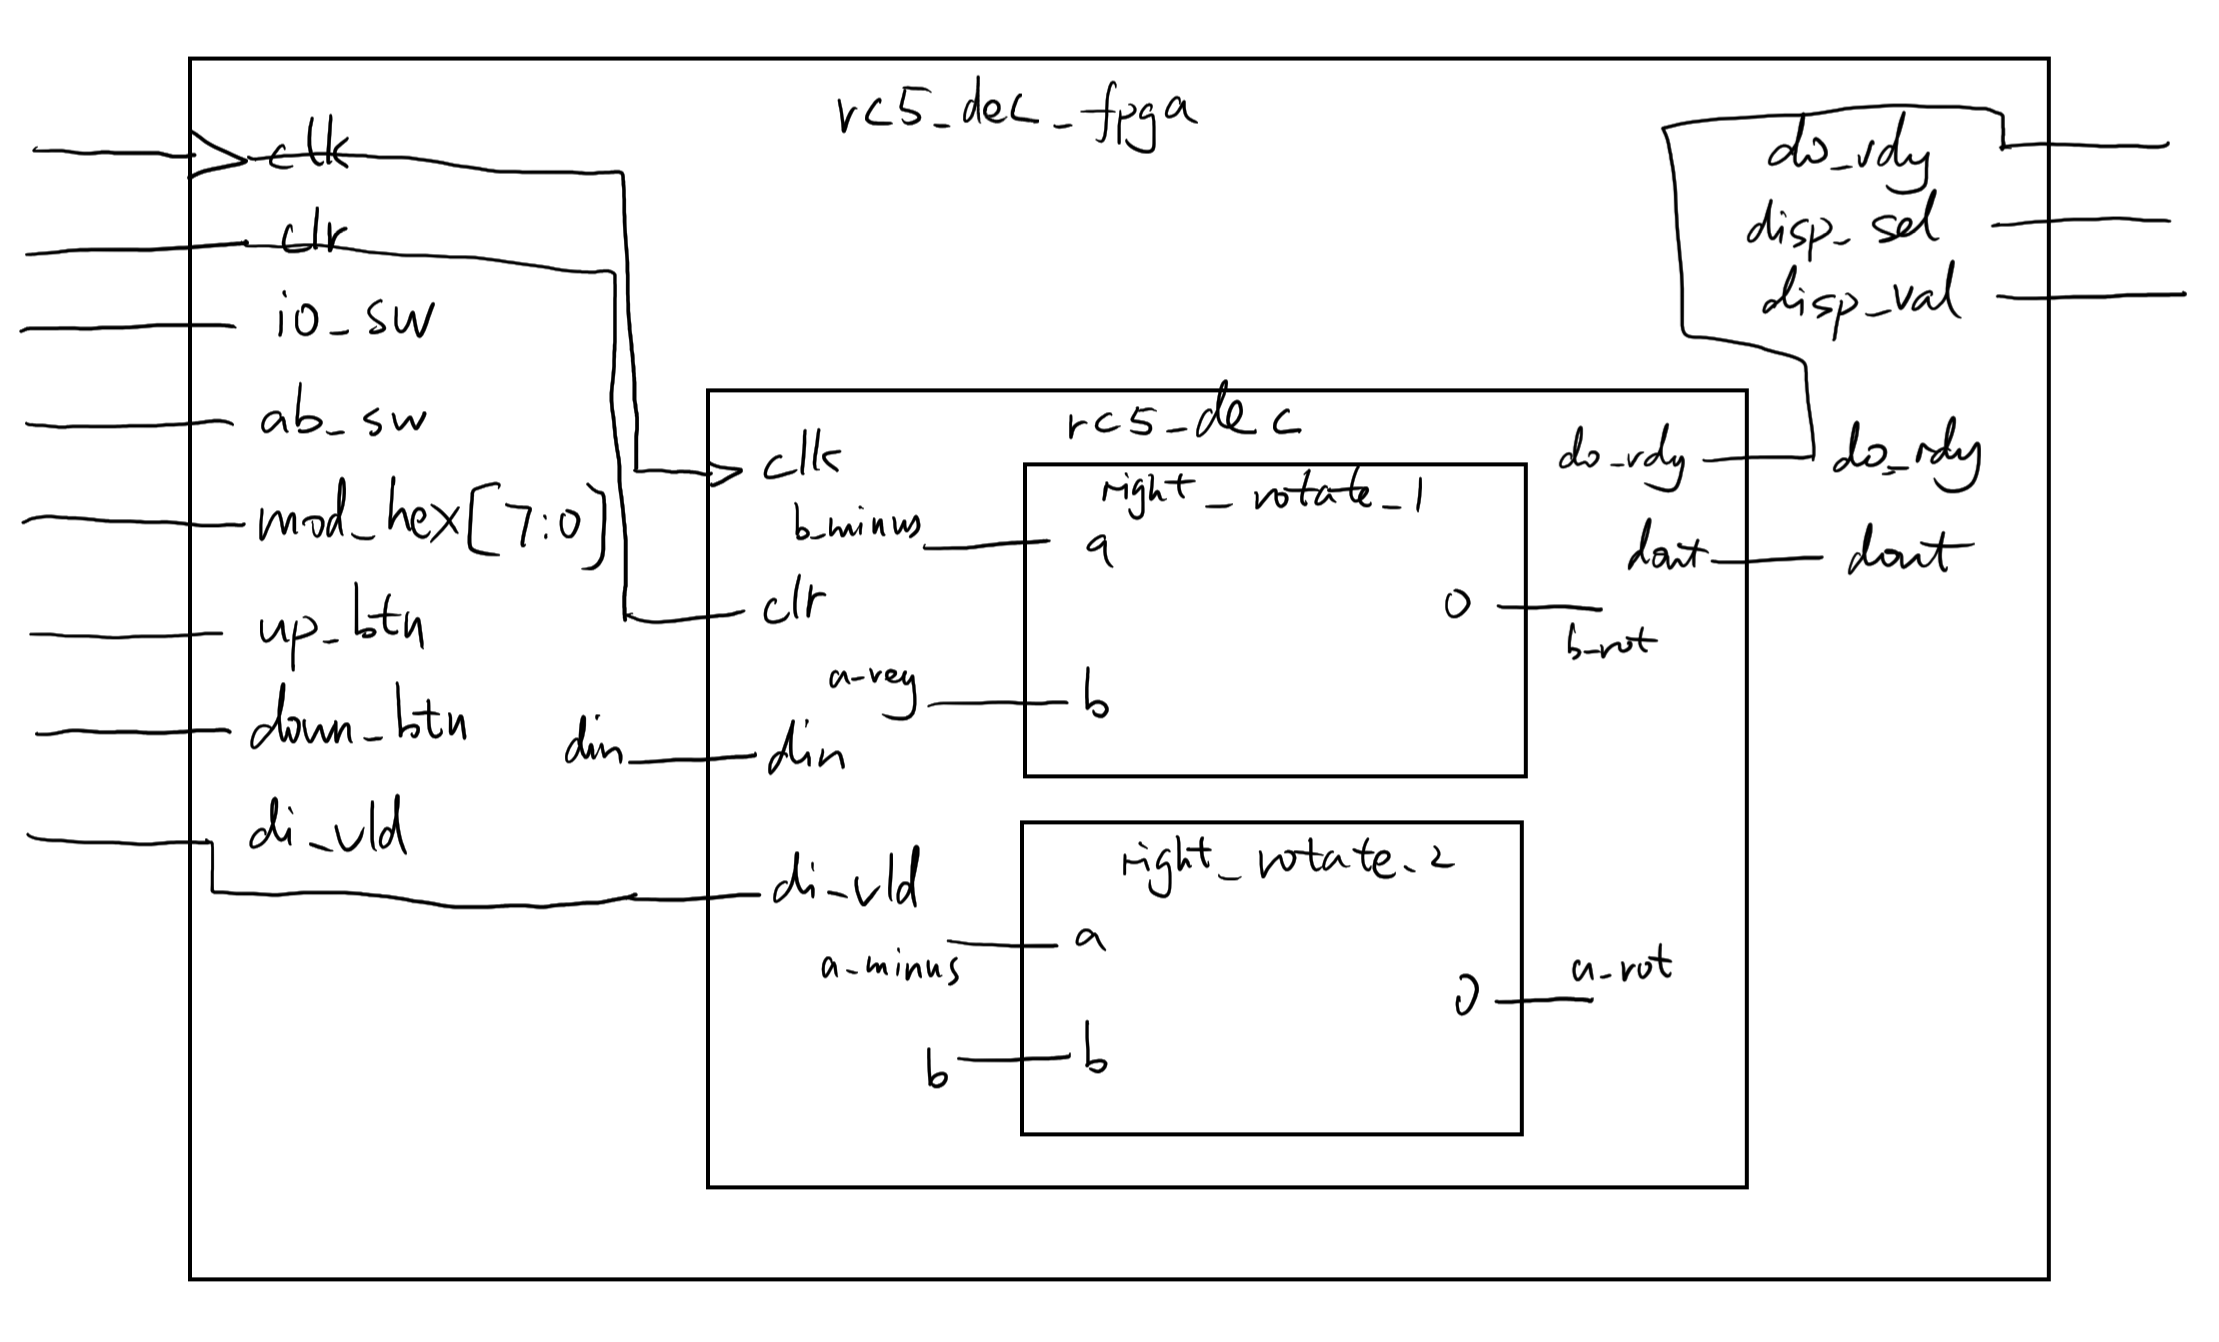 rc5_dec_fpga
clk
clr
io_sw
ab_sw
mod_hex[7:0]
up_btn
down_btn
di_vld
do_rdy
disp_sel
disp_val
rc5_dec
clk
clr
din
din
di_vld
do_rdy
do_rdy
dout
dout
right_rotate_1
b_minus
a
a_reg
b
o
b_rot
right_rotate_2
a
a_minus
b
b
o
a_rot